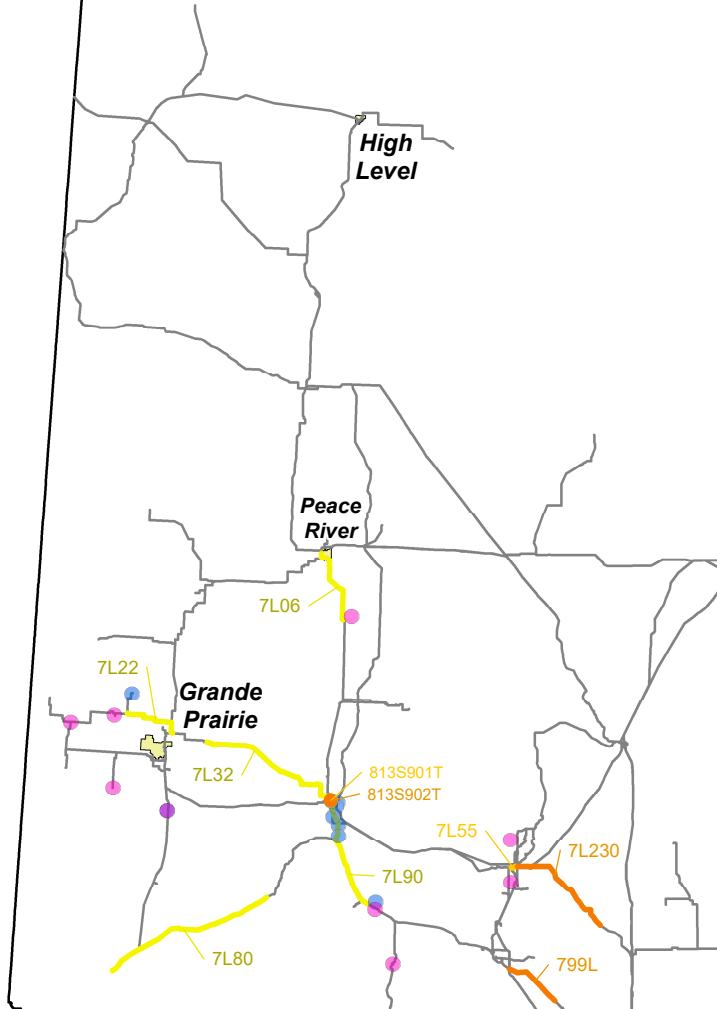 High
Level
Peace
River
7L06
7L22
Grande
Prairie
7L32
813S901T
813S902T
7L55
7L230
7L90
7L80
799L